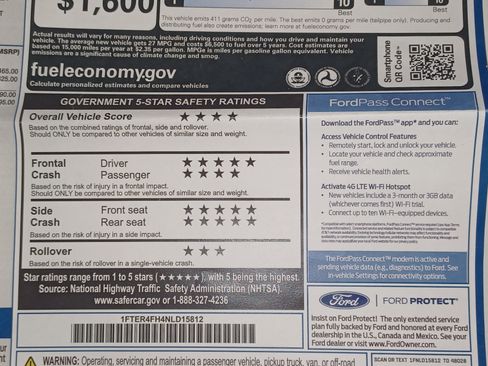 $1,600
10
Best
10
Best
This vehicle emits 411 grams CO2 per mile. The best emits 0 grams per mile (tailpipe only). Producing and
distributing fuel also create emissions; learn more at fueleconomy.gov.
Actual results will vary for many reasons, including driving conditions and how you drive and maintain your
vehicle. The average new vehicle gets 27 MPG and costs $6,500 to fuel over 5 years. Cost estimates are
based on 15,000 miles per year at $2.35 per gallon. MPGe is miles per gasoline gallon equivalent. Vehicle
emissions are a significant cause of climate change and smog.
fueleconomy.gov
Calculate personalized estimates and compare vehicles
Smartphone
QR Code™
MSRP)
GOVERNMENT 5-STAR SAFETY RATINGS
Overall Vehicle Score ★ ★ ★ ★
Based on the combined ratings of frontal, side and rollover.
Should ONLY be compared to other vehicles of similar size and weight.
Frontal Driver ★ ★ ★ ★ ★
Crash Passenger ★ ★ ★ ★
Based on the risk of injury in a frontal impact.
Should ONLY be compared to other vehicles of similar size and weight.
Side Front seat ★ ★ ★ ★ ★
Crash Rear seat ★ ★ ★ ★ ★
Based on the risk of injury in a side impact.
Rollover ★ ★ ★
Based on the risk of rollover in a single-vehicle crash.
Star ratings range from 1 to 5 stars (★★★★★), with 5 being the highest.
Source: National Highway Traffic Safety Administration (NHTSA).
www.safercar.gov or 1-888-327-4236
1FTER4FH4NLD15812
FordPass Connect™
Download the FordPass™ app* and you can:
Access Vehicle Control Features
• Remotely start, lock and unlock your vehicle.
• Locate your vehicle and check approximate
range.
• Receive vehicle health alerts.
Activate 4G LTE Wi-Fi Hotspot
• New vehicles include a 3-month or 3GB data
(whichever comes first) Wi-Fi trial.
• Connect up to ten Wi-Fi-equipped devices.
The FordPass Connect™ modem is active and
sending vehicle data (e.g., diagnostics) to Ford. See
in-vehicle Settings for connectivity options.
Ford
FORD PROTECT
Insist on Ford Protect! The only extended service
plan fully backed by Ford and honored at every Ford
dealership in the U.S., Canada and Mexico. See your
Ford dealer or visit www.FordOwner.com.
WARNING: Operating, servicing and maintaining a passenger vehicle, pickup truck, van, or off-road
SCAN OR TEXT 1FNLD15812 TO 48028